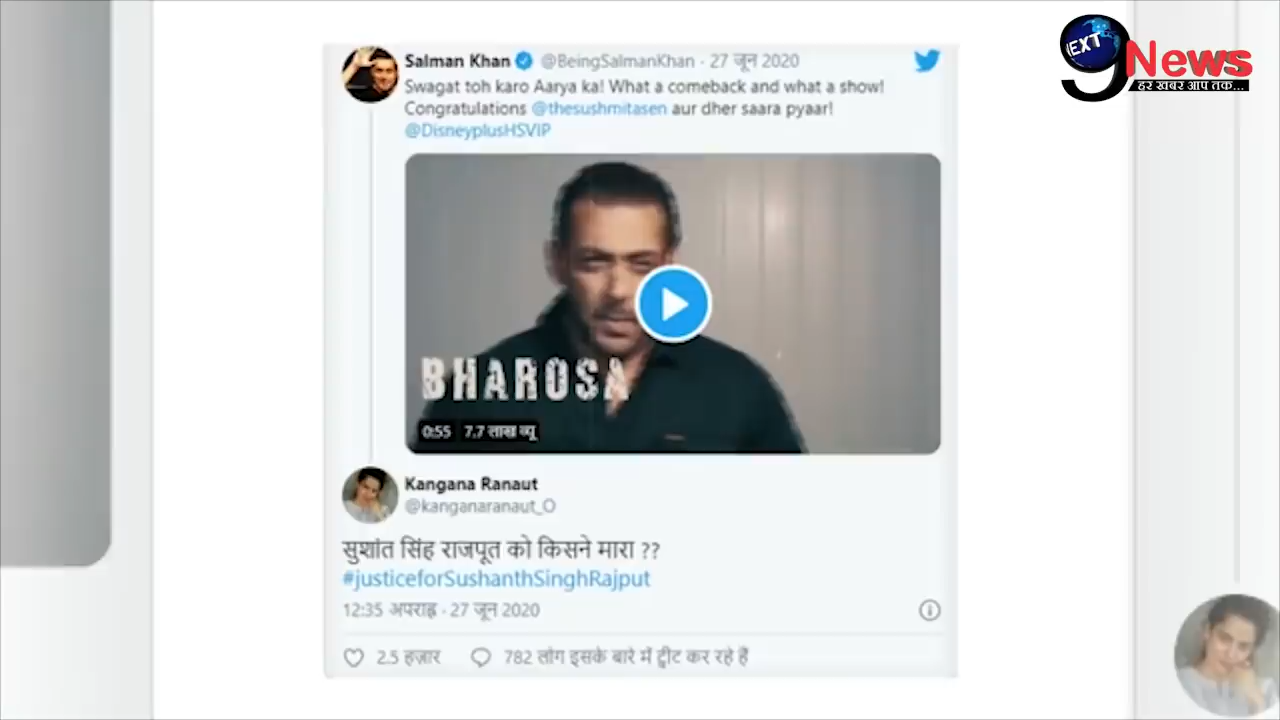 Salman Khan @BeingSalmanKhan · 27 जून 2020
Swagat toh karo Aarya ka! What a comeback and what a show!
Congratulations @thesushmitasen aur dher saara pyaar!
@DisneyplusHSVIP
BHAROSA
0:55 7.7 लाख व्यू
Kangana Ranaut
@kanganaranaut_O
सुशांत सिंह राजपूत को किसने मारा ??
#justiceforSushanthSinghRajput
12:35 अपराह्न · 27 जून 2020
2.5 हज़ार 782 लोग इसके बारे में ट्वीट कर रहे हैं
NEXT
9 News
हर खबर आप तक...